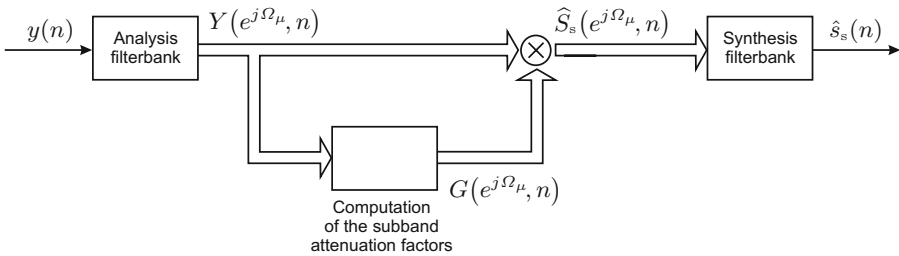 y(n)
Analysis
filterbank
Y(e^{jΩ_μ}, n)
Ŝ_s(e^{jΩ_μ}, n)
Synthesis
filterbank
ŝ_s(n)
G(e^{jΩ_μ}, n)
Computation
of the subband
attenuation factors